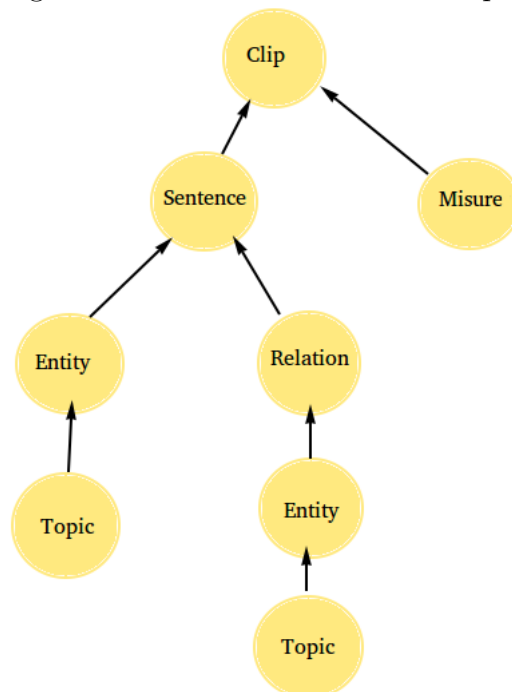 Clip
Sentence
Misure
Entity
Relation
Topic
Entity
Topic